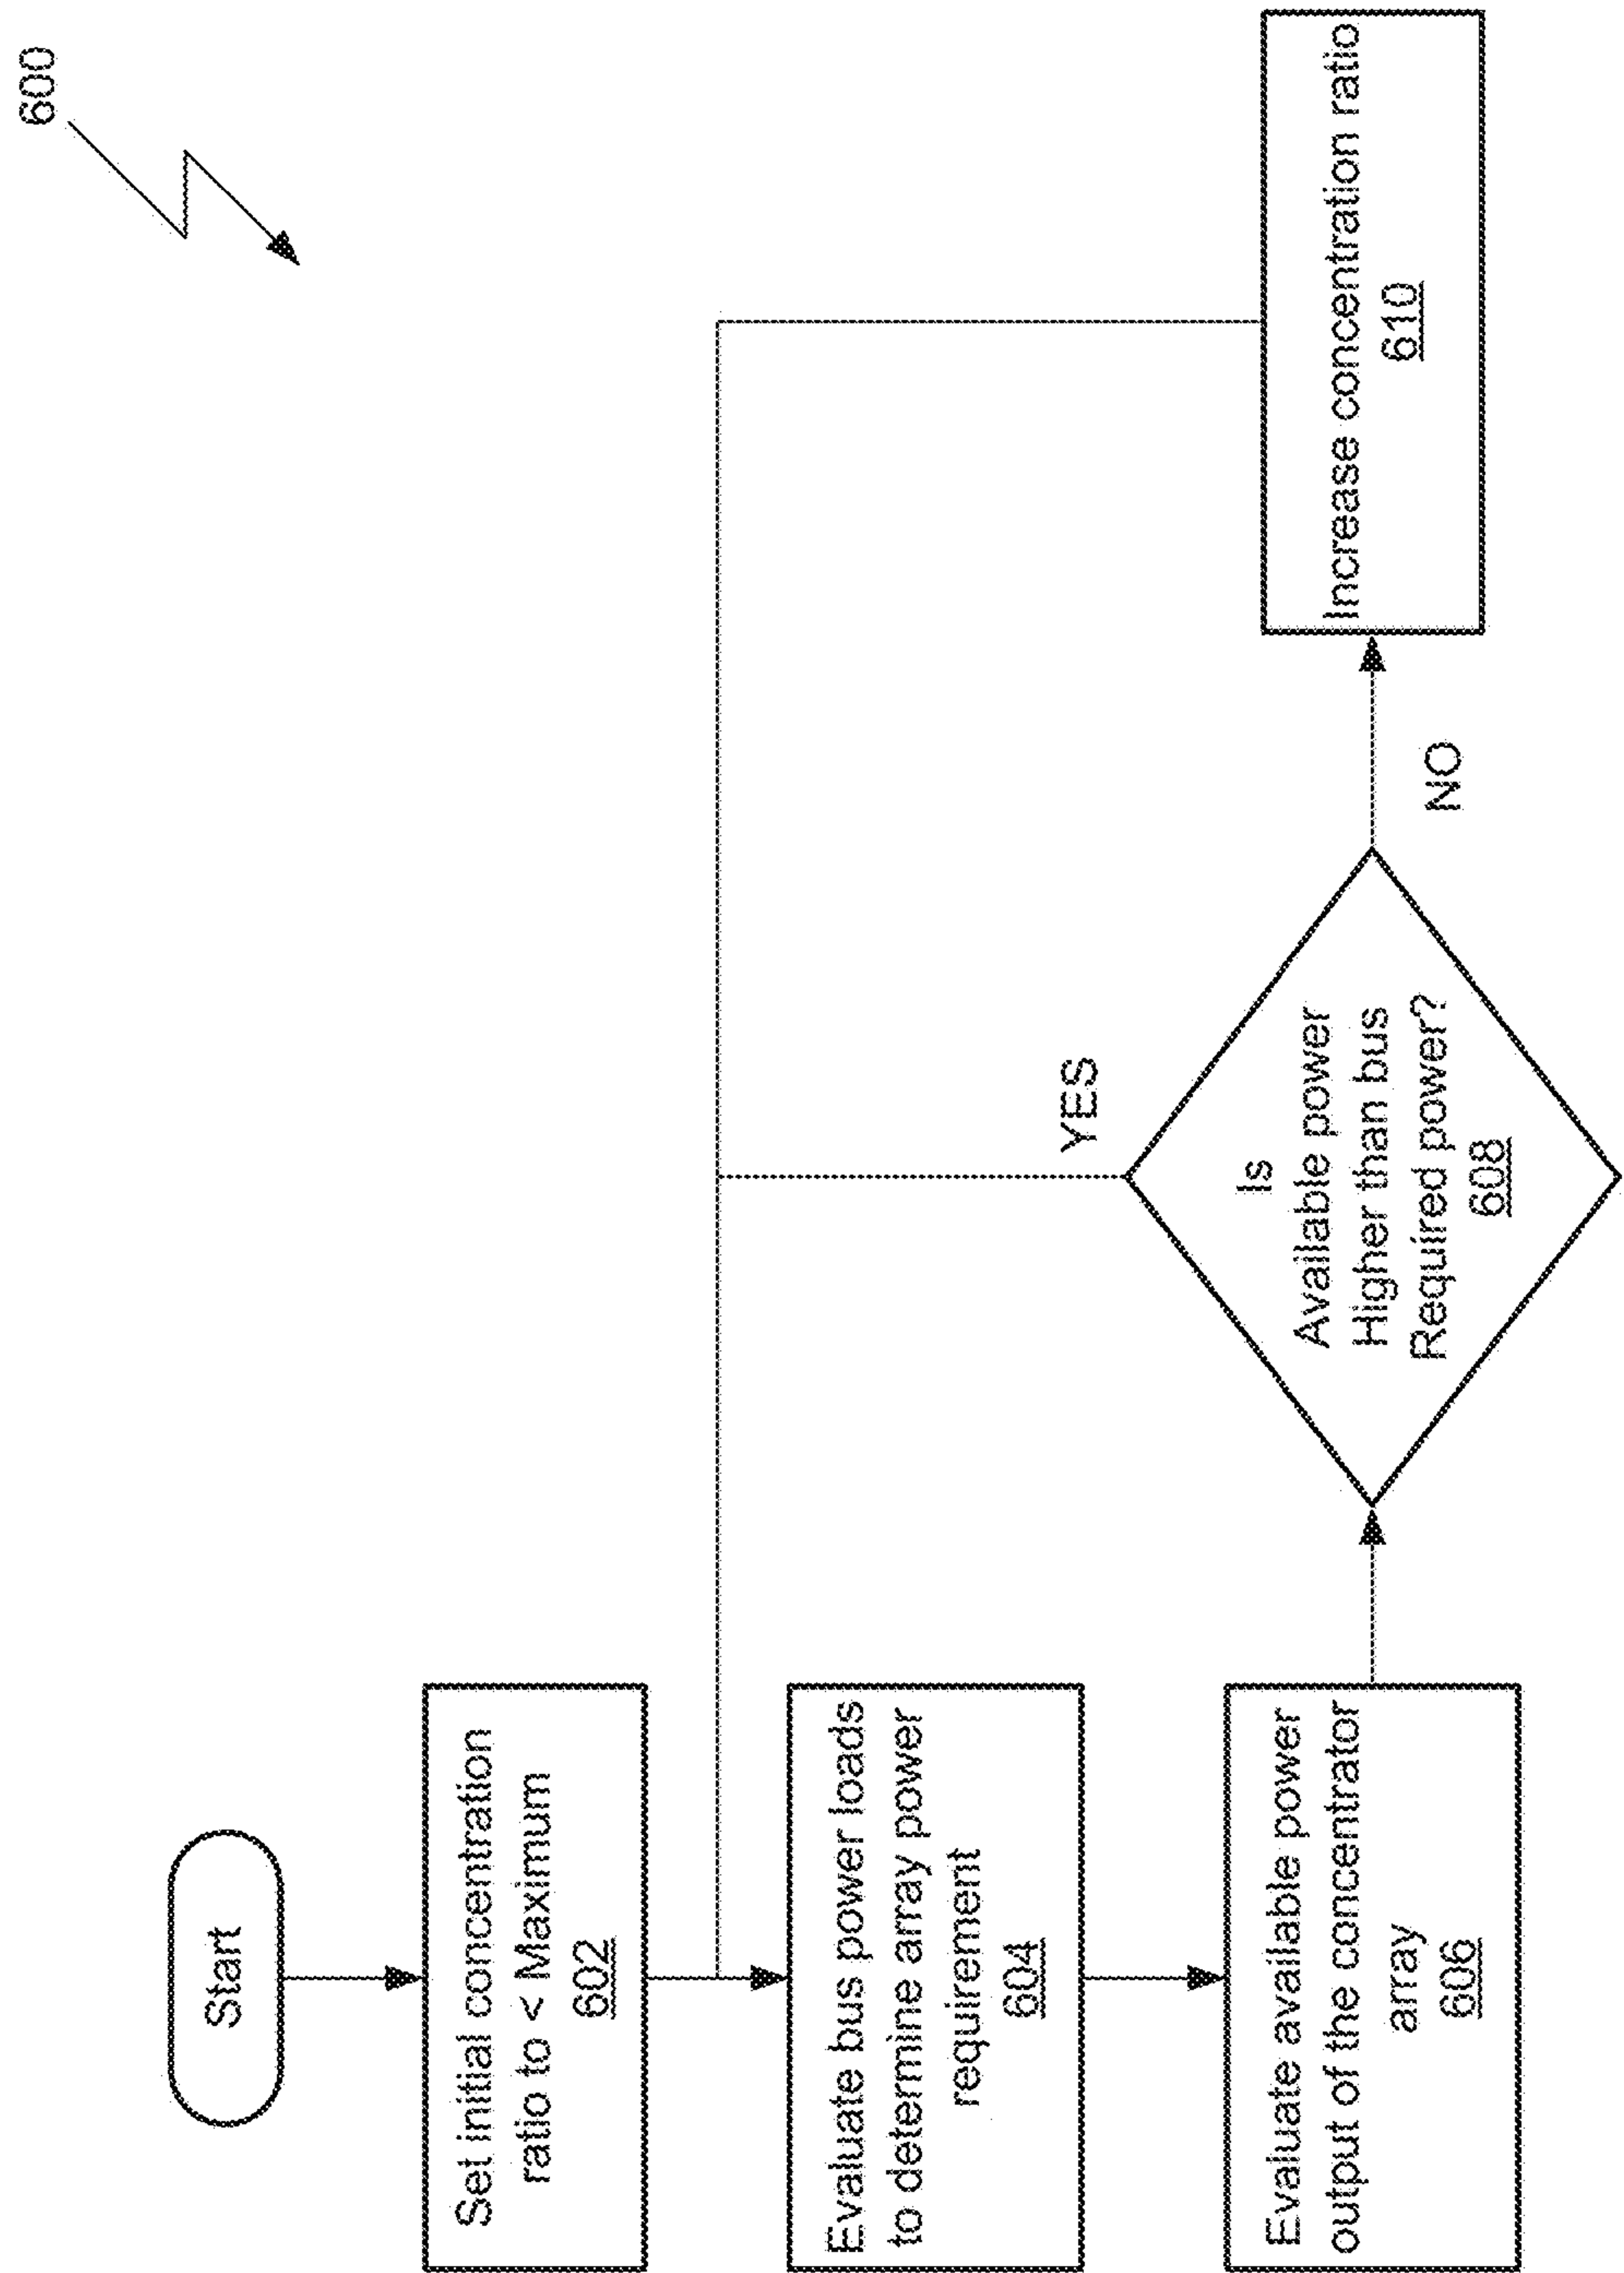 600
Start
Set initial concentration
ratio to < Maximum
602
Evaluate bus power loads
to determine array power
requirement
604
Evaluate available power
output of the concentrator
array
606
Is
Available power
Higher than bus
Required power?
608
YES
NO
Increase concentration ratio
610